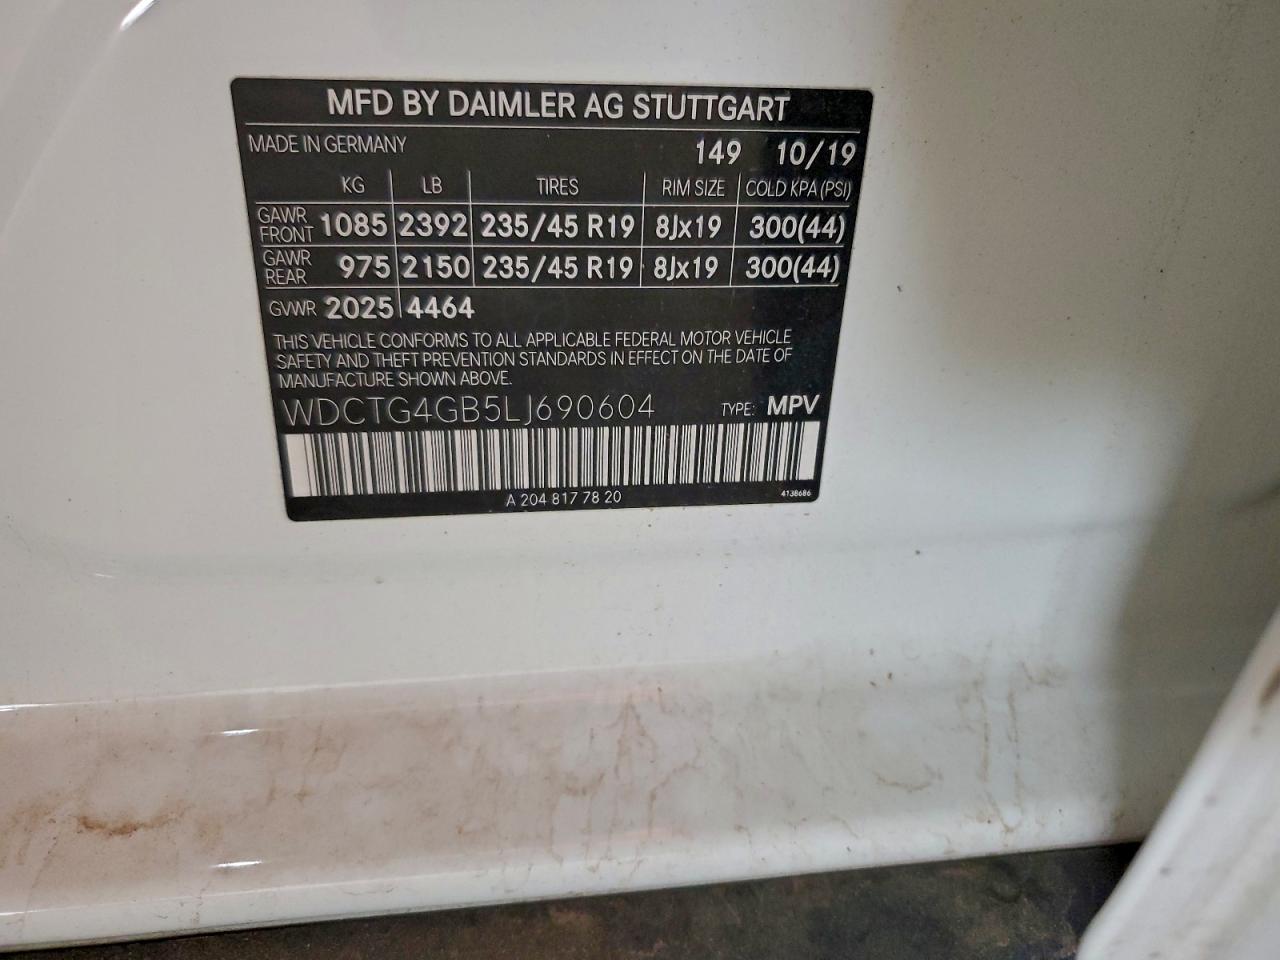 MFD BY DAIMLER AG STUTTGART
MADE IN GERMANY 149 10/19
KG LB TIRES RIM SIZE COLD KPA (PSI)
GAWR FRONT 1085 2392 235/45 R19 8Jx19 300(44)
GAWR REAR 975 2150 235/45 R19 8Jx19 300(44)
GVWR 2025 4464
THIS VEHICLE CONFORMS TO ALL APPLICABLE FEDERAL MOTOR VEHICLE
SAFETY AND THEFT PREVENTION STANDARDS IN EFFECT ON THE DATE OF
MANUFACTURE SHOWN ABOVE.
WDCTG4GB5LJ690604 TYPE: MPV
A 204 817 78 20 4138686